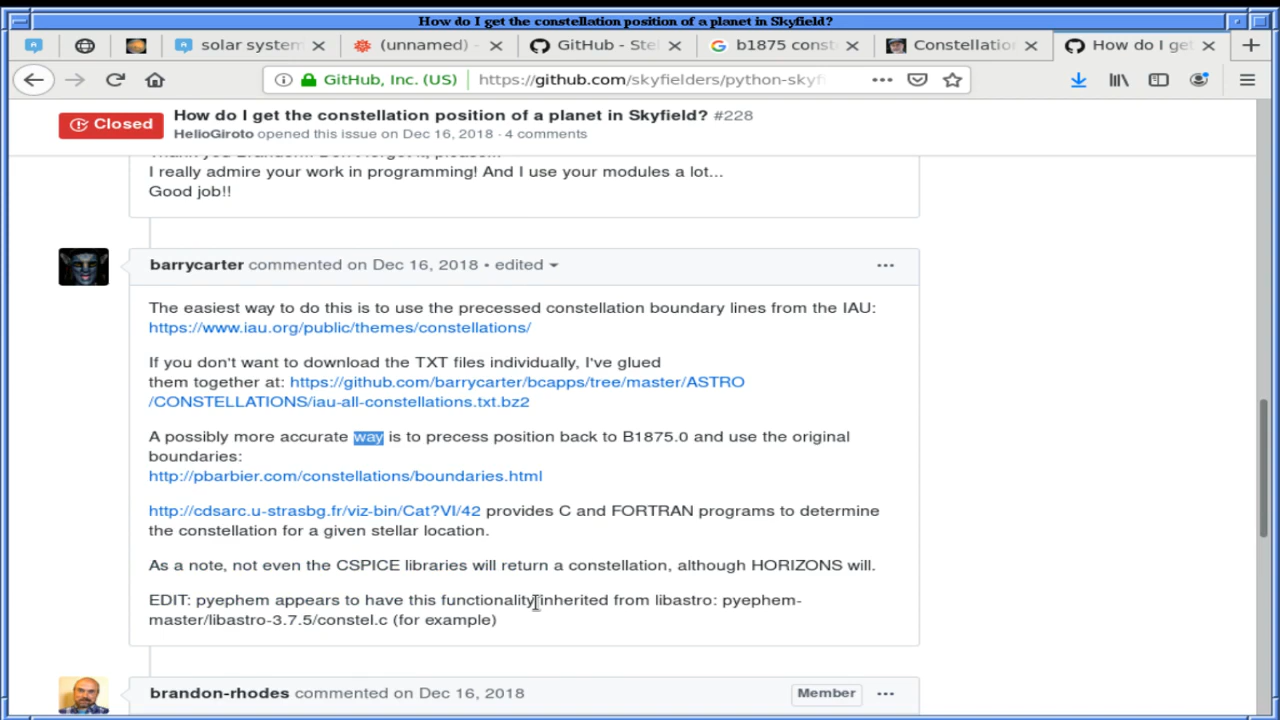 How do I get the constellation position of a planet in Skyfield?
solar system
(unnamed) -
GitHub - Stel
b1875 const
Constellatio
How do I get
GitHub, Inc. (US)
https://github.com/skyfielders/python-skyf
Closed
How do I get the constellation position of a planet in Skyfield? #228
HelioGiroto opened this issue on Dec 16, 2018 · 4 comments
I really admire your work in programming! And I use your modules a lot...
Good job!!
barrycarter commented on Dec 16, 2018 • edited
The easiest way to do this is to use the precessed constellation boundary lines from the IAU:
https://www.iau.org/public/themes/constellations/
If you don't want to download the TXT files individually, I've glued
them together at: https://github.com/barrycarter/bcapps/tree/master/ASTRO
/CONSTELLATIONS/iau-all-constellations.txt.bz2
A possibly more accurate way is to precess position back to B1875.0 and use the original
boundaries:
http://pbarbier.com/constellations/boundaries.html
http://cdsarc.u-strasbg.fr/viz-bin/Cat?VI/42 provides C and FORTRAN programs to determine
the constellation for a given stellar location.
As a note, not even the CSPICE libraries will return a constellation, although HORIZONS will.
EDIT: pyephem appears to have this functionality inherited from libastro: pyephem-
master/libastro-3.7.5/constel.c (for example)
brandon-rhodes commented on Dec 16, 2018
Member